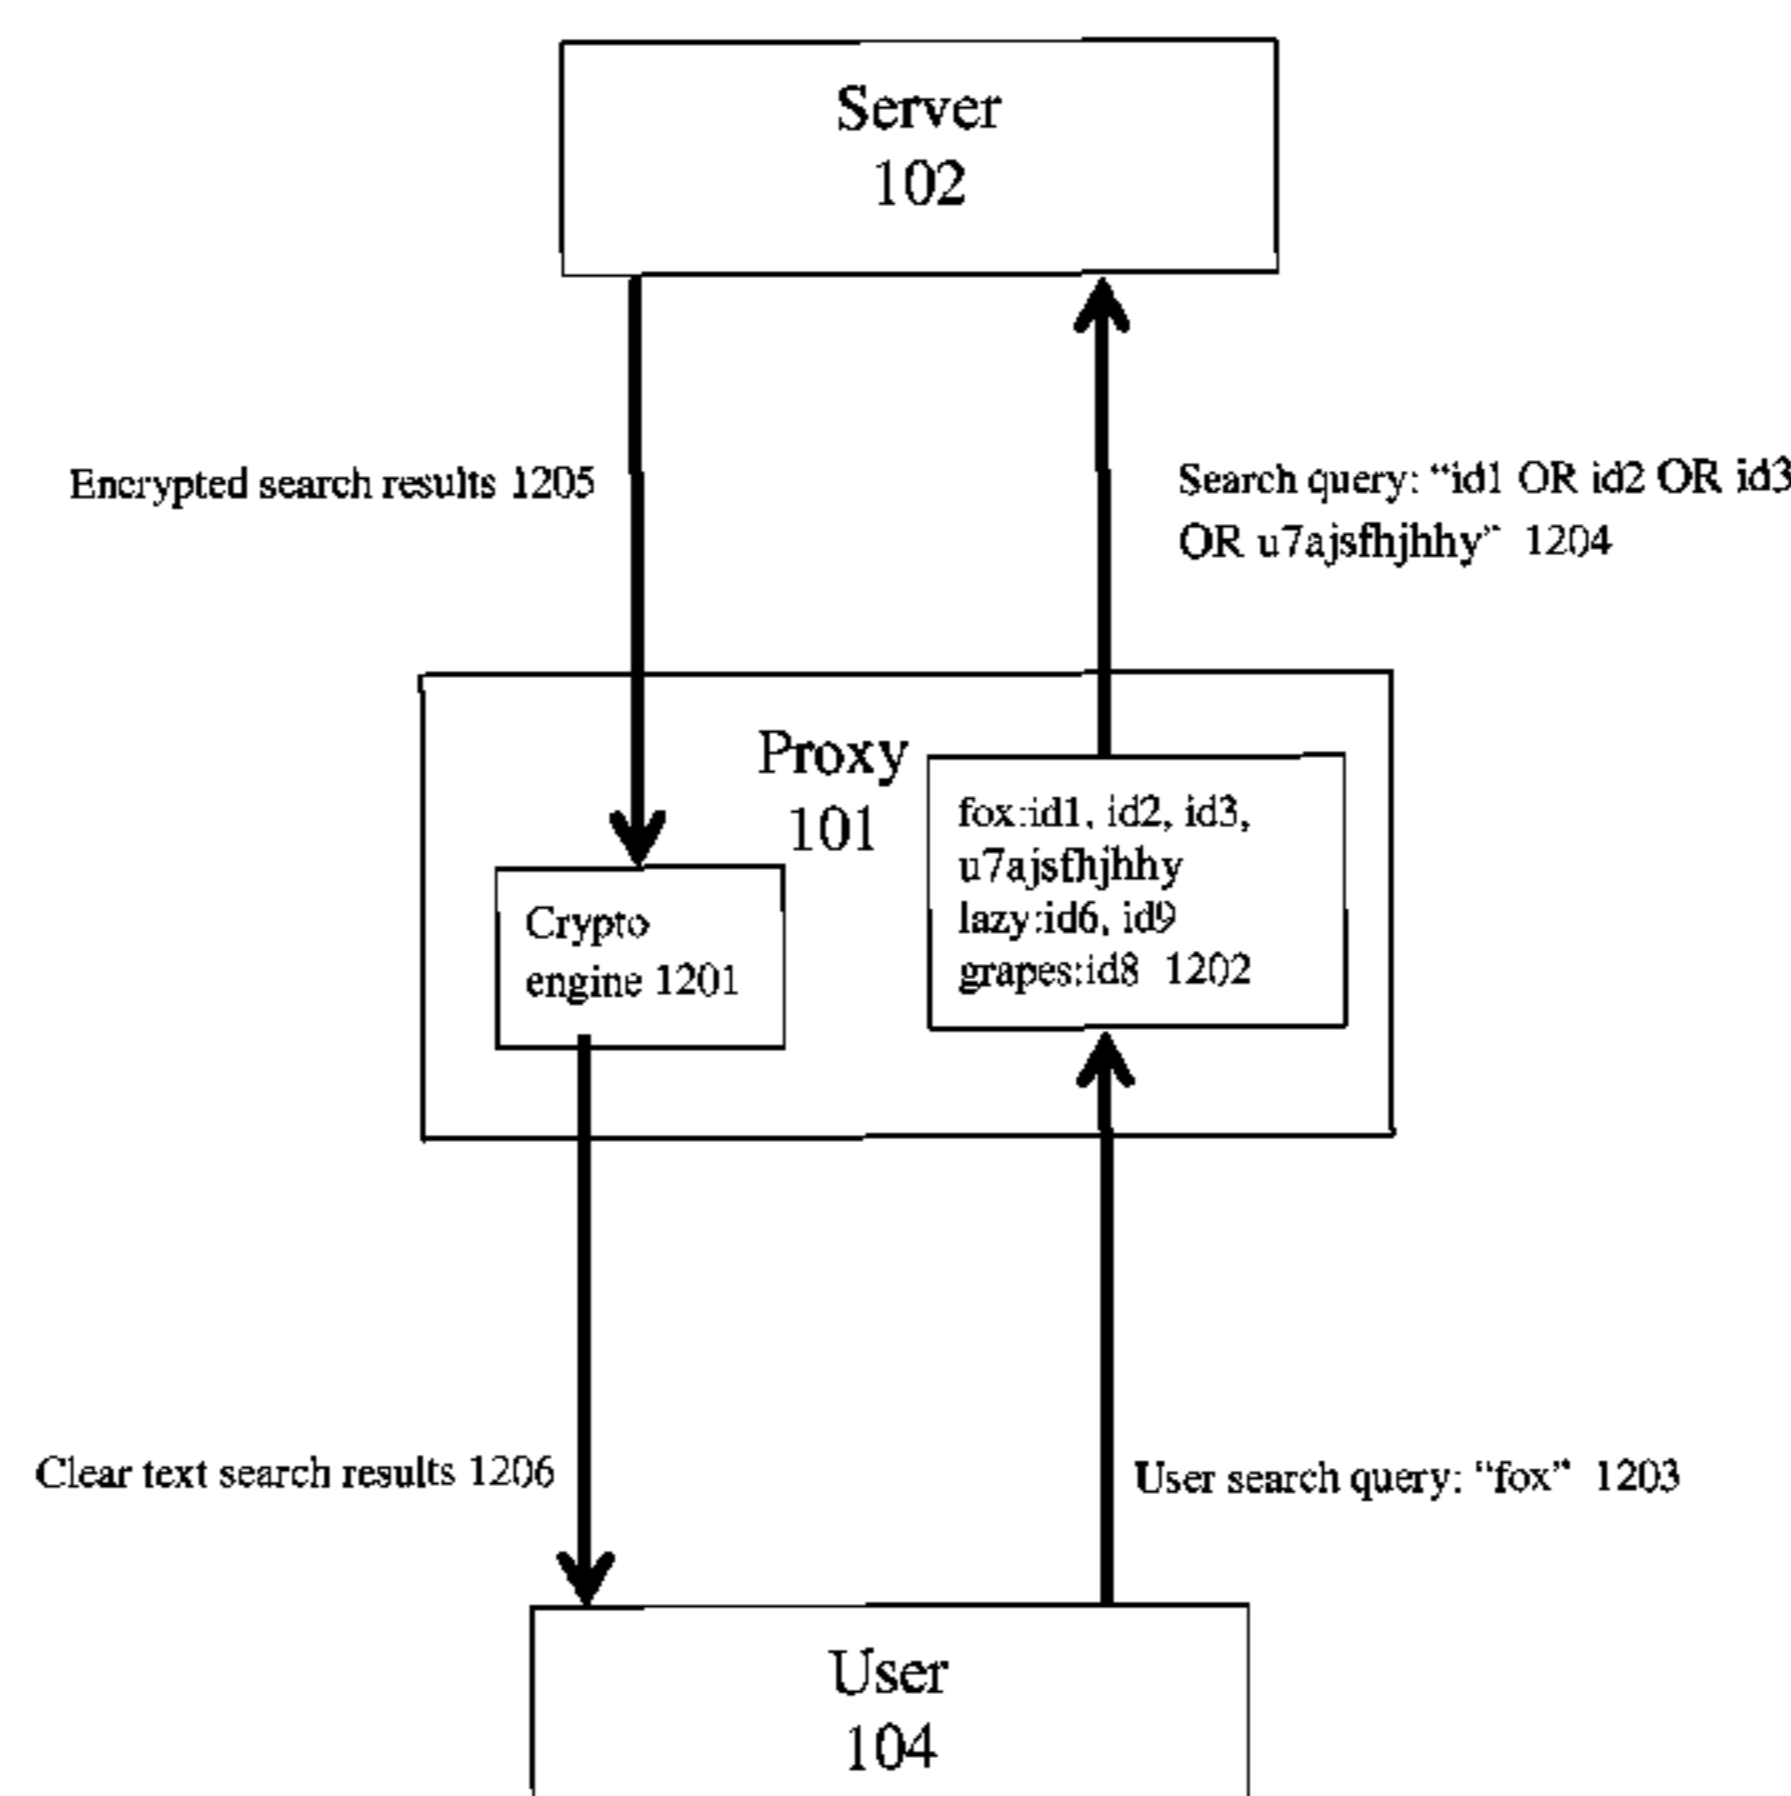 Server
102
Encrypted search results 1205
Search query: “id1 OR id2 OR id3
OR u7ajsfhjhhy” 1204
Proxy
101
fox:id1, id2, id3,
u7ajsfhjhhy
lazy:id6, id9
grapes:id8 1202
Crypto
engine 1201
Clear text search results 1206
User search query: “fox” 1203
User
104